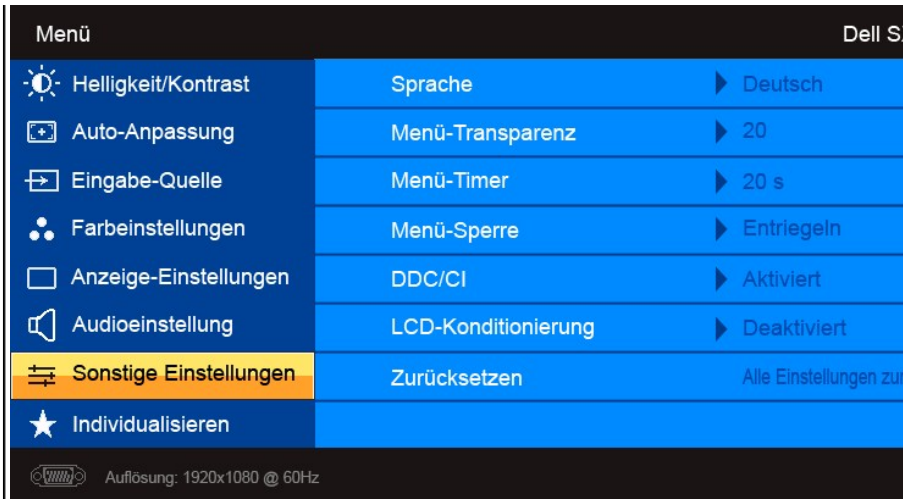 Menü Dell S
Helligkeit/Kontrast Sprache Deutsch
Auto-Anpassung Menü-Transparenz 20
Eingabe-Quelle Menü-Timer 20 s
Farbeinstellungen Menü-Sperre Entriegeln
Anzeige-Einstellungen DDC/CI Aktiviert
Audioeinstellung LCD-Konditionierung Deaktiviert
Sonstige Einstellungen Zurücksetzen Alle Einstellungen zur
Individualisieren
Auflösung: 1920x1080 @ 60Hz